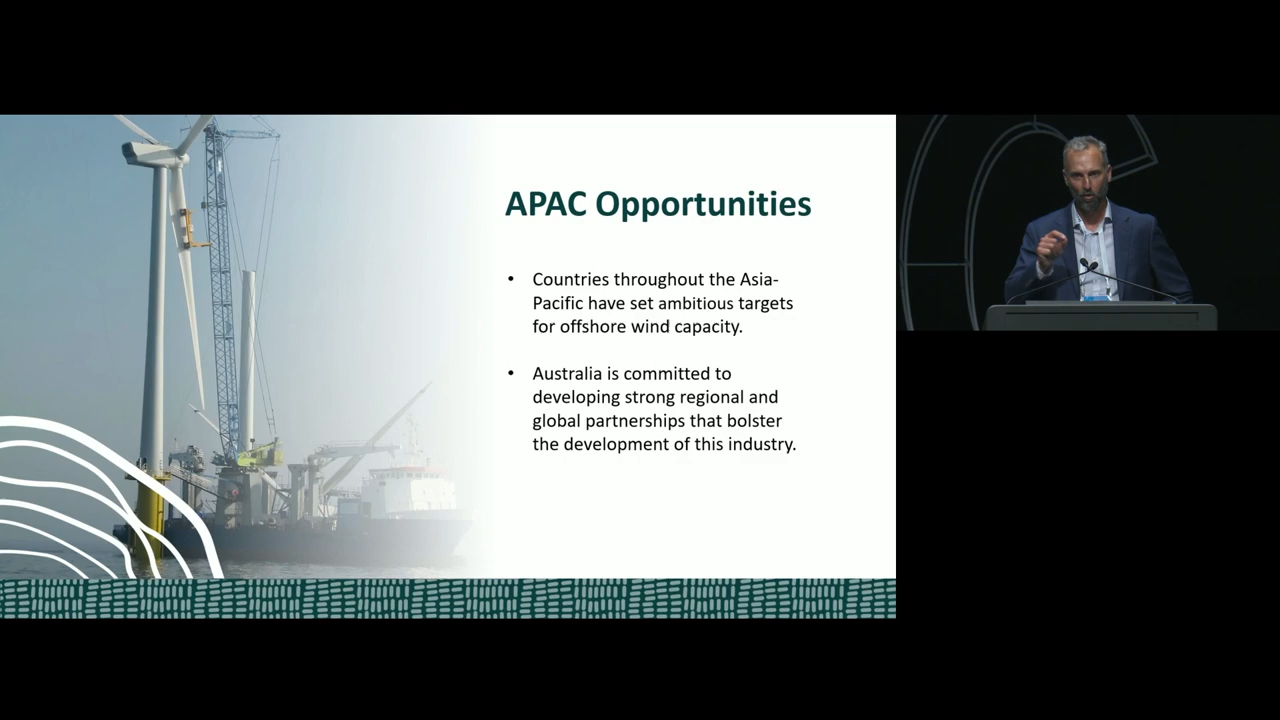 APAC Opportunities
• Countries throughout the Asia-
Pacific have set ambitious targets
for offshore wind capacity.
• Australia is committed to
developing strong regional and
global partnerships that bolster
the development of this industry.